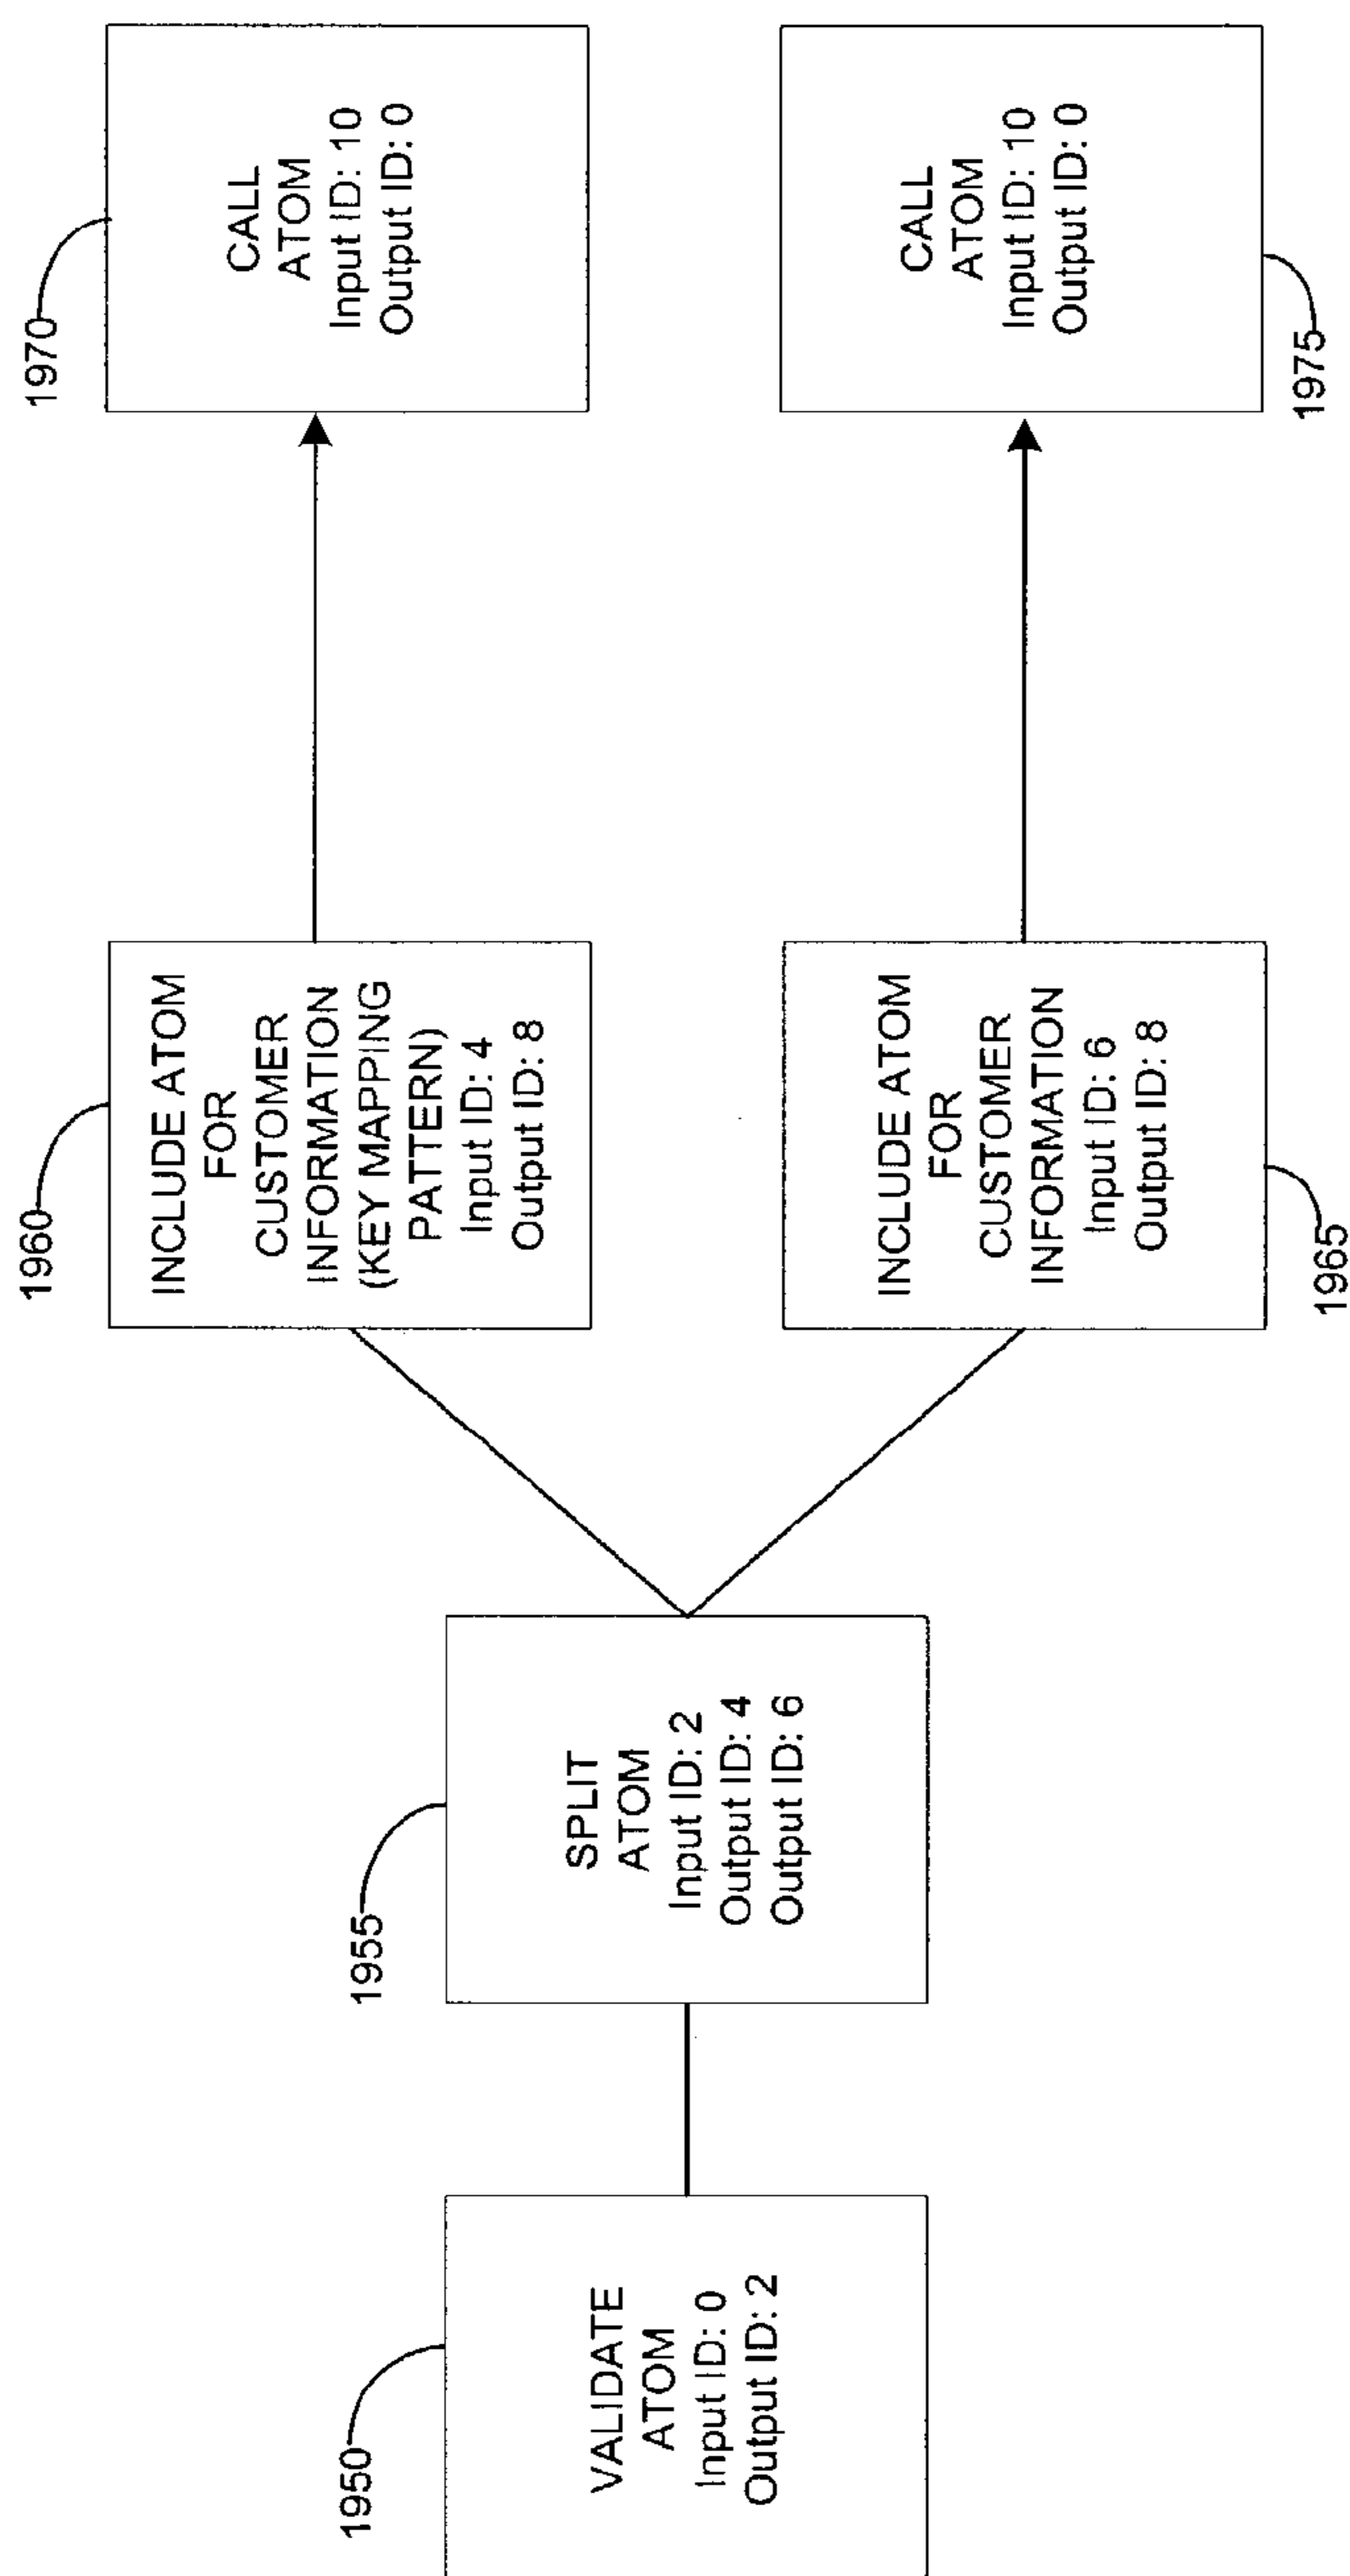 1950
VALIDATE
ATOM
Input ID: 0
Output ID: 2
1955
SPLIT
ATOM
Input ID: 2
Output ID: 4
Output ID: 6
1960
INCLUDE ATOM
FOR
CUSTOMER
INFORMATION
(KEY MAPPING
PATTERN)
Input ID: 4
Output ID: 8
1970
CALL
ATOM
Input ID: 10
Output ID: 0
INCLUDE ATOM
FOR
CUSTOMER
INFORMATION
Input ID: 6
Output ID: 8
1965
CALL
ATOM
Input ID: 10
Output ID: 0
1975